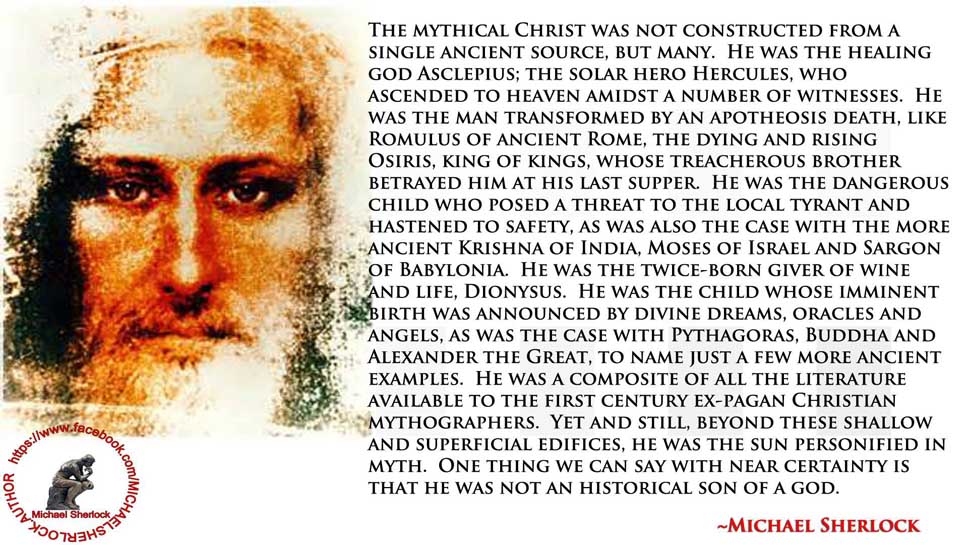 The mythical Christ was not constructed from a
single ancient source, but many. He was the healing
god Asclepius; the solar hero Hercules, who
ascended to heaven amidst a number of witnesses. He
was the man transformed by an apotheosis death, like
Romulus of ancient Rome, the dying and rising
Osiris, king of kings, whose treacherous brother
betrayed him at his last supper. He was the dangerous
child who posed a threat to the local tyrant and
hastened to safety, as was also the case with the more
ancient Krishna of India, Moses of Israel and Sargon
of Babylonia. He was the twice-born giver of wine
and life, Dionysus. He was the child whose imminent
birth was announced by divine dreams, oracles and
angels, as was the case with Pythagoras, Buddha and
Alexander the Great, to name just a few more ancient
examples. He was a composite of all the literature
available to the first century ex-pagan Christian
mythographers. Yet and still, beyond these shallow
and superficial edifices, he was the sun personified in
myth. One thing we can say with near certainty is
that he was not an historical son of a god.
~Michael Sherlock
https://www.facebook.com/MICHAELSHERLOCK.AUTHOR
Michael Sherlock